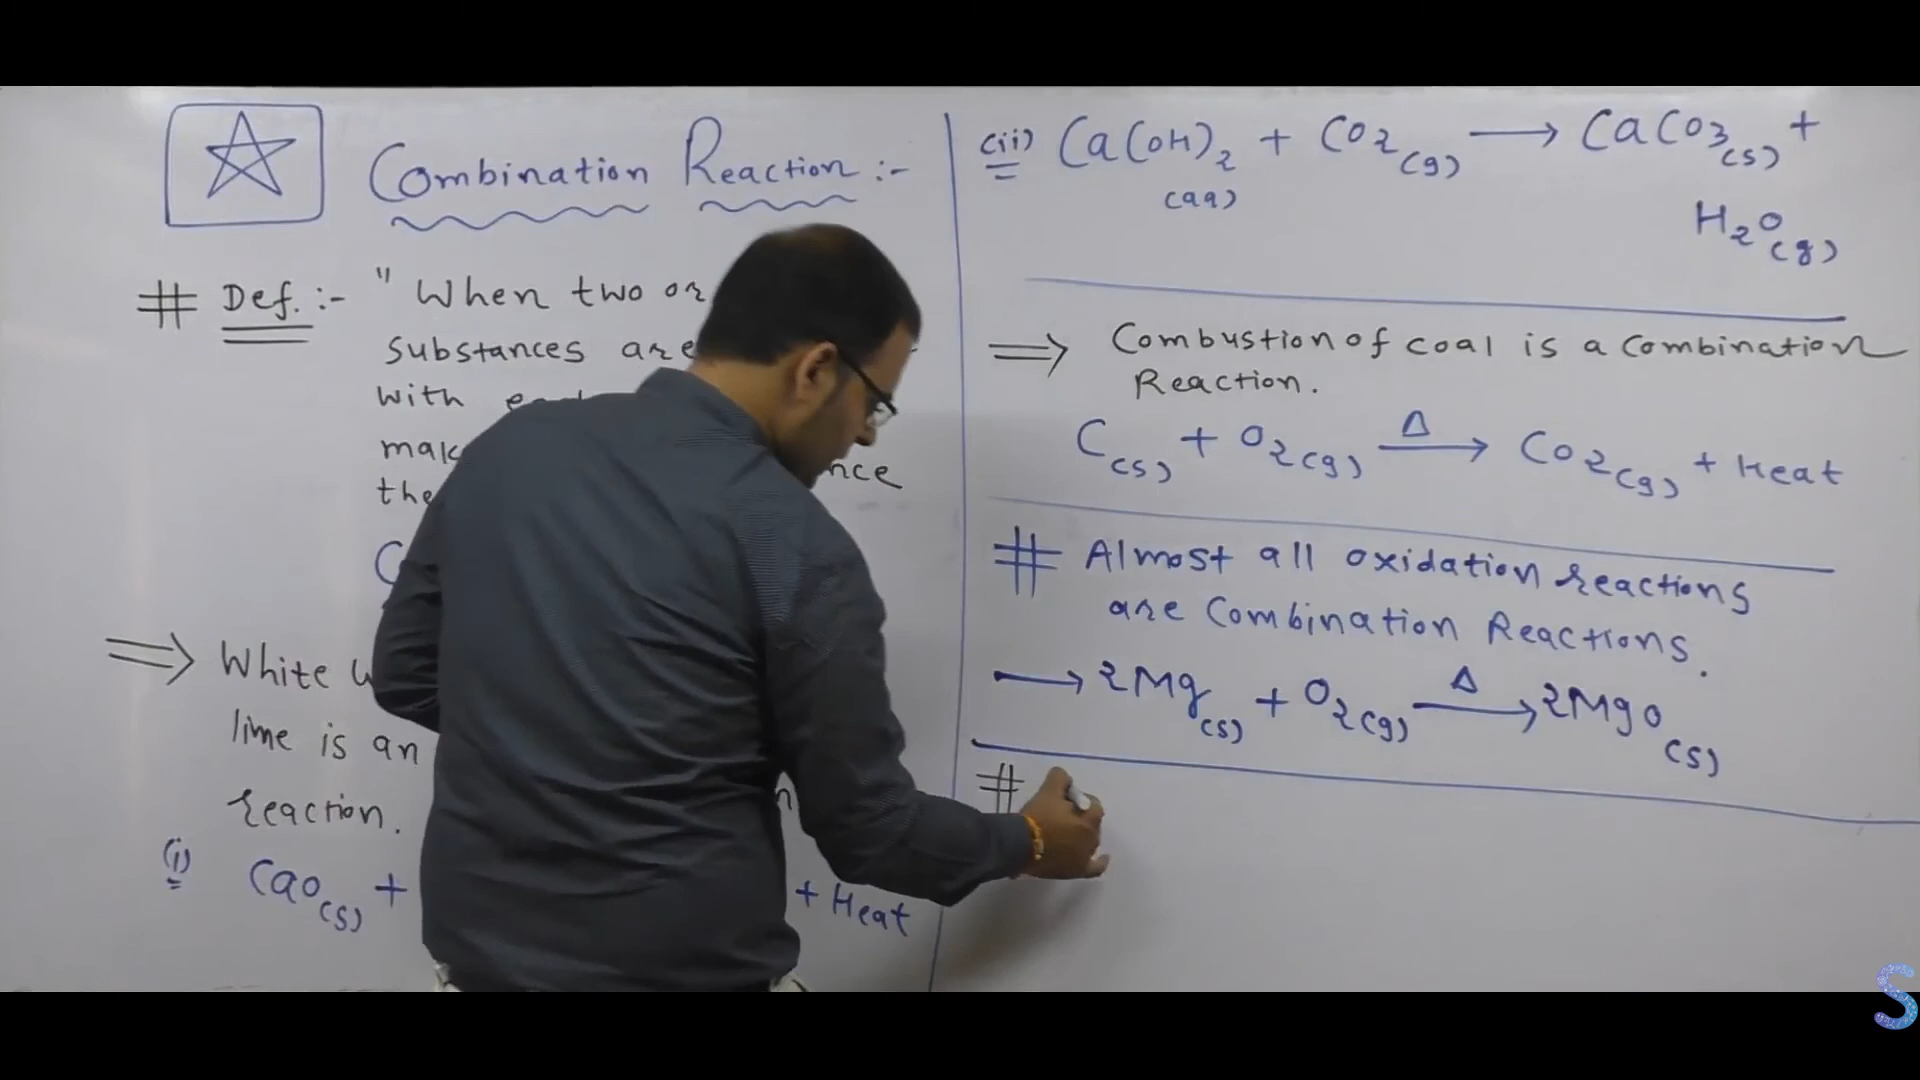 Combination Reaction :-
# Def. :- " When two or
substances are
with
mak
the nce
C
⇒ White w
lime is an
reaction.
(i) CaO(s) + + Heat
(ii) Ca(OH)2 + CO2(g) → CaCO3(s) +
(aq)
H2O(g)
⇒ Combustion of coal is a combination
Reaction.
C(s) + O2(g) Δ→ CO2(g) + Heat
# Almost all oxidation reactions
are Combination Reactions.
→ 2Mg(s) + O2(g) Δ→ 2MgO(s)
#
S